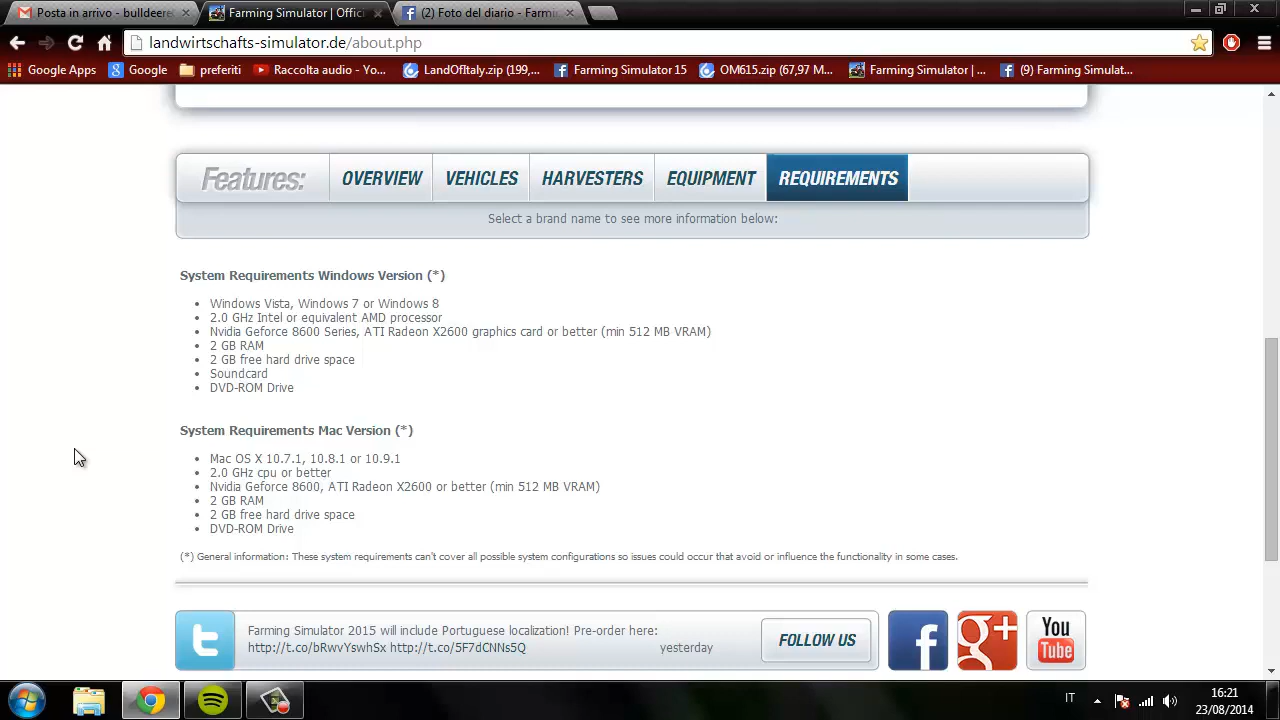 Posta in arrivo - bulldeere
Farming Simulator | Offici
(2) Foto del diario - Farmin
landwirtschafts-simulator.de/about.php
Google Apps
Google
preferiti
Raccolta audio - Yo...
LandOfItaly.zip (199,...
Farming Simulator 15
OM615.zip (67,97 M...
Farming Simulator | ...
(9) Farming Simulat...
Features:
OVERVIEW
VEHICLES
HARVESTERS
EQUIPMENT
REQUIREMENTS
Select a brand name to see more information below:
System Requirements Windows Version (*)
Windows Vista, Windows 7 or Windows 8
2.0 GHz Intel or equivalent AMD processor
Nvidia Geforce 8600 Series, ATI Radeon X2600 graphics card or better (min 512 MB VRAM)
2 GB RAM
2 GB free hard drive space
Soundcard
DVD-ROM Drive
System Requirements Mac Version (*)
Mac OS X 10.7.1, 10.8.1 or 10.9.1
2.0 GHz cpu or better
Nvidia Geforce 8600, ATI Radeon X2600 or better (min 512 MB VRAM)
2 GB RAM
2 GB free hard drive space
DVD-ROM Drive
(*) General information: These system requirements can't cover all possible system configurations so issues could occur that avoid or influence the functionality in some cases.
Farming Simulator 2015 will include Portuguese localization! Pre-order here:
http://t.co/bRwvYswhSx http://t.co/5F7dCNNs5Q
yesterday
FOLLOW US
You
Tube
IT
16:21
23/08/2014